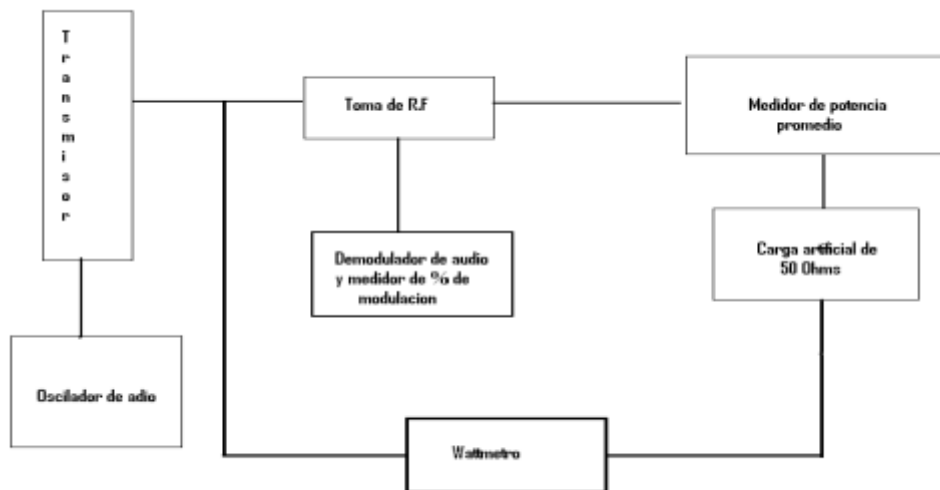 Transmisor
Toma de R.F
Medidor de potencia
promedio
Demodulador de audio
y medidor de % de
modulacion
Carga artificial de
50 Ohms
Oscilador de adio
Wattmetro